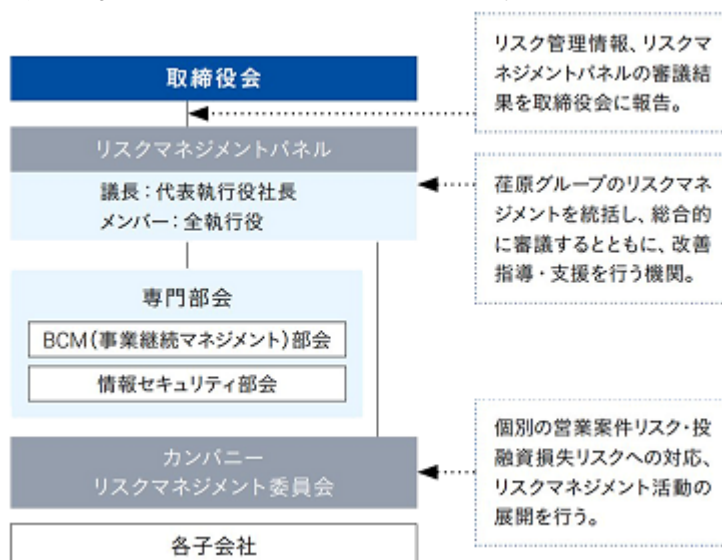 取締役会
リスク管理情報、リスクマ
ネジメントパネルの審議結
果を取締役会に報告。
リスクマネジメントパネル
議長：代表執行役社長
メンバー：全執行役
荏原グループのリスクマネ
ジメントを統括し、総合的
に審議するとともに、改善
指導・支援を行う機関。
専門部会
BCM（事業継続マネジメント）部会
情報セキュリティ部会
カンパニー
リスクマネジメント委員会
個別の営業案件リスク・投
融資損失リスクへの対応、
リスクマネジメント活動の
展開を行う。
各子会社